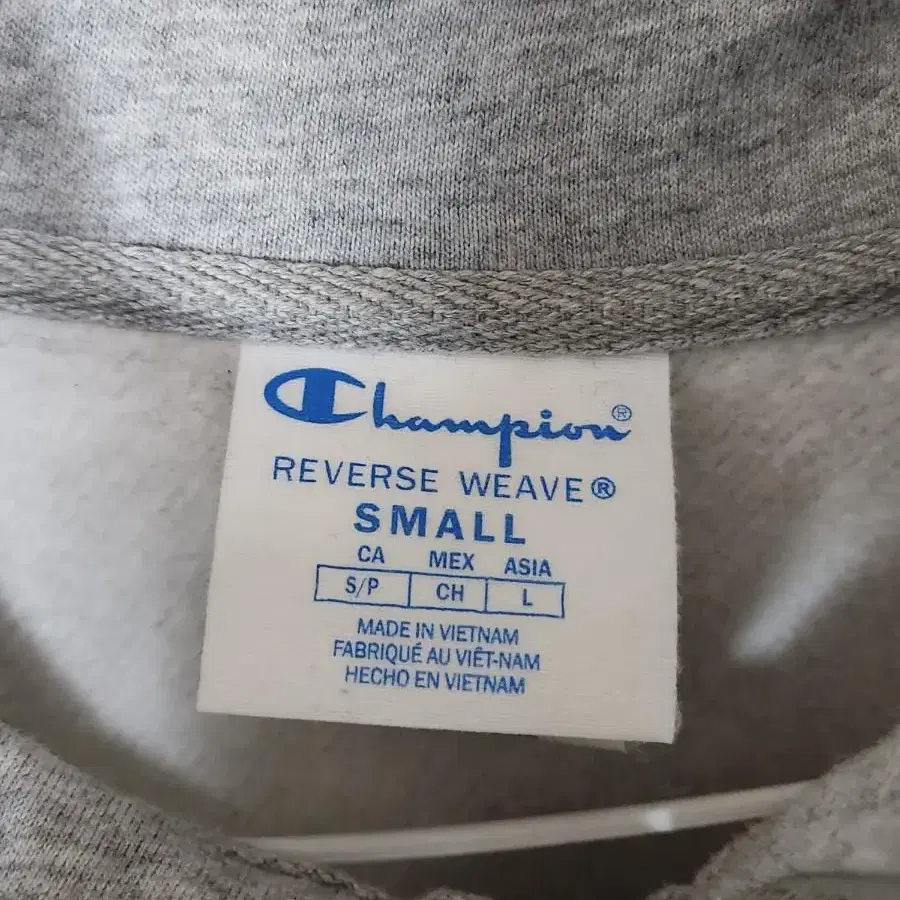 Champion®
REVERSE WEAVE®
SMALL
CA MEX ASIA
S/P CH L
MADE IN VIETNAM
FABRIQUÉ AU VIÊT-NAM
HECHO EN VIETNAM